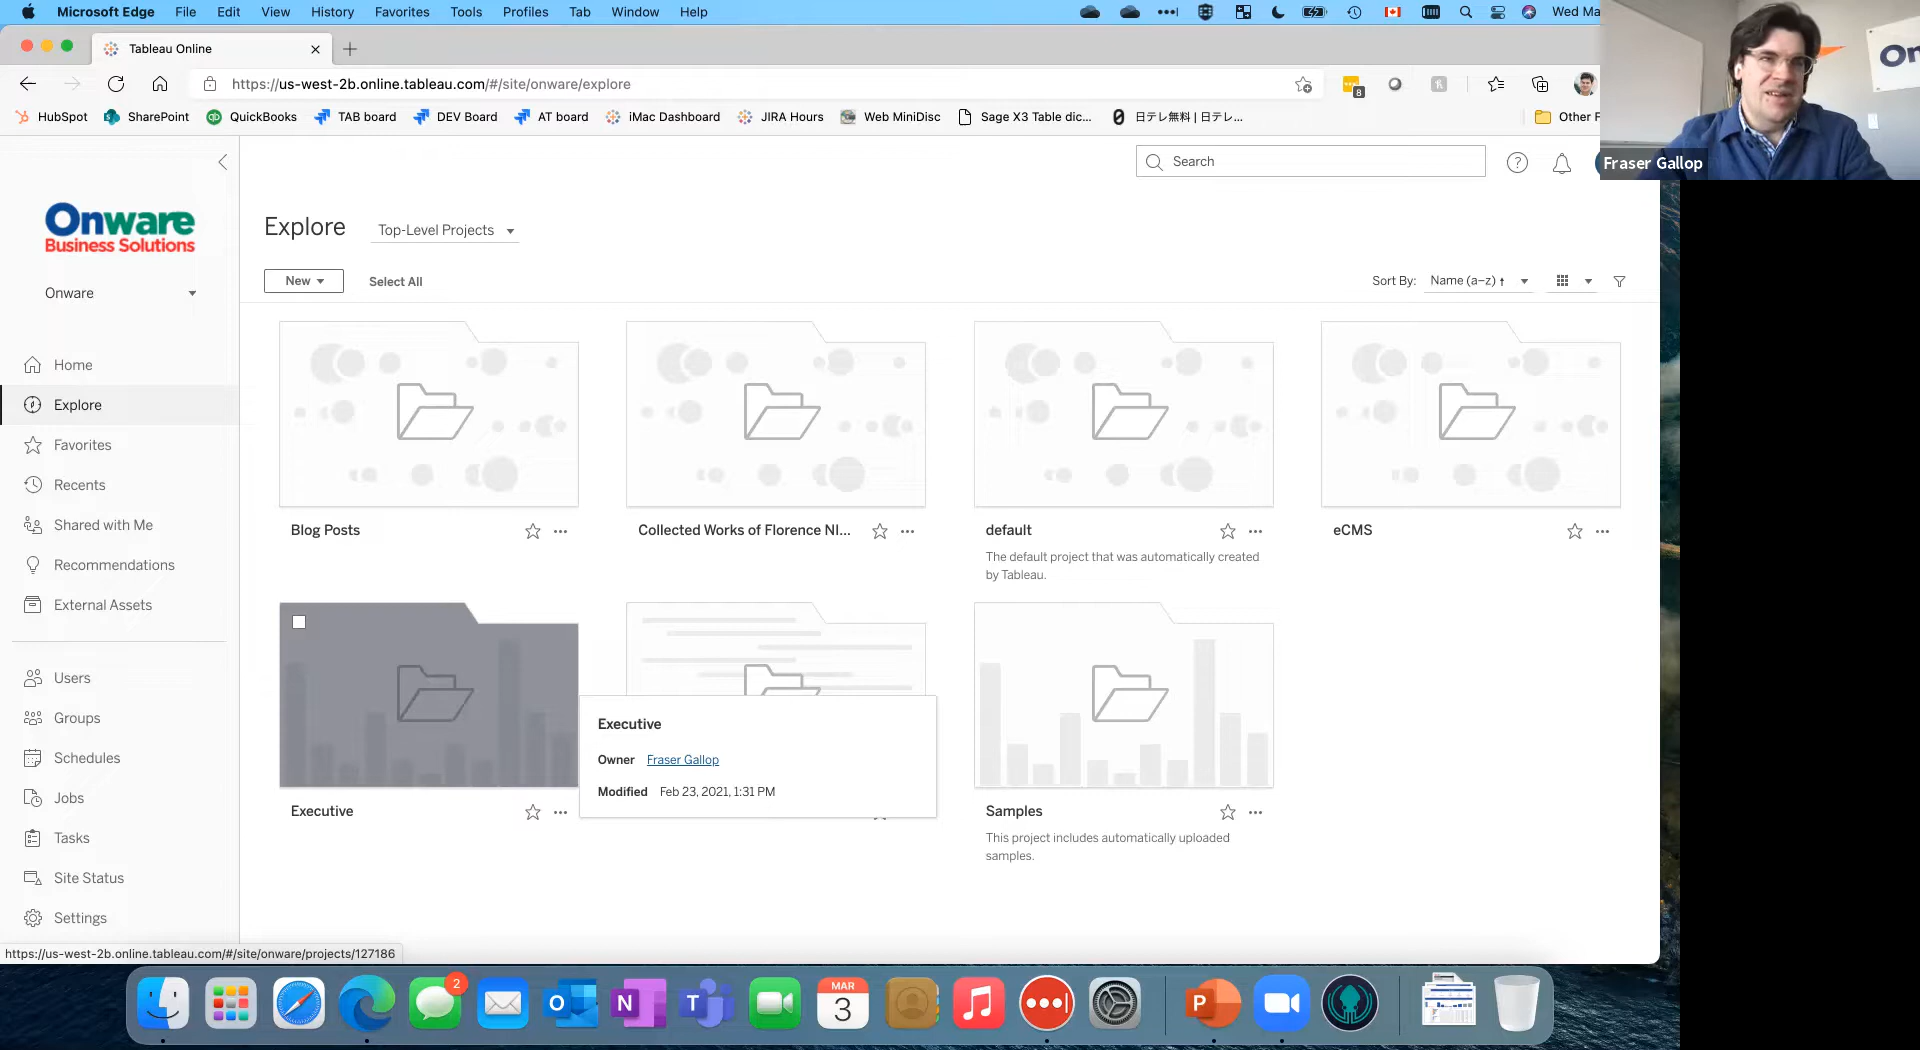 Microsoft Edge File Edit View History Favorites Tools Profiles Tab Window Help
Wed Ma
Tableau Online
https://us-west-2b.online.tableau.com/#/site/onware/explore
8
HubSpot SharePoint QuickBooks TAB board DEV Board AT board iMac Dashboard JIRA Hours Web MiniDisc Sage X3 Table dic... 日テレ無料 | 日テレ... Other F
On
Fraser Gallop
Search
Onware
Business Solutions
Onware
Explore Top-Level Projects
New Select All
Sort By: Name (a–z)
Home
Explore
Favorites
Recents
Shared with Me
Recommendations
External Assets
Users
Groups
Schedules
Jobs
Tasks
Site Status
Settings
Blog Posts
Collected Works of Florence NI...
default
The default project that was automatically created
by Tableau.
eCMS
Executive
Executive
Owner Fraser Gallop
Modified Feb 23, 2021, 1:31 PM
Samples
This project includes automatically uploaded
samples.
https://us-west-2b.online.tableau.com/#/site/onware/projects/127186
2
MAR
3